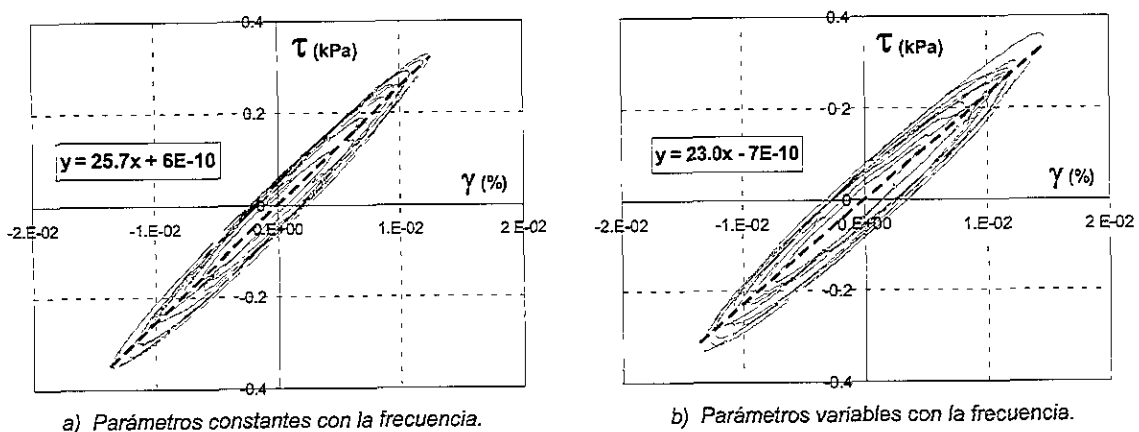 0.4
τ (kPa)
0.2
y = 25.7x + 6E-10
γ (%)
0
-2.E-02
-1.E-02
0.E+00
1.E-02
2 E-02
-0.2
-0.4
a) Parámetros constantes con la frecuencia.
0.4
τ (kPa)
0.2
y = 23.0x - 7E-10
γ (%)
0
-2.E-02
-1.E-02
0.E+00
1.E-02
2.E-02
-0.2
-0.4
b) Parámetros variables con la frecuencia.